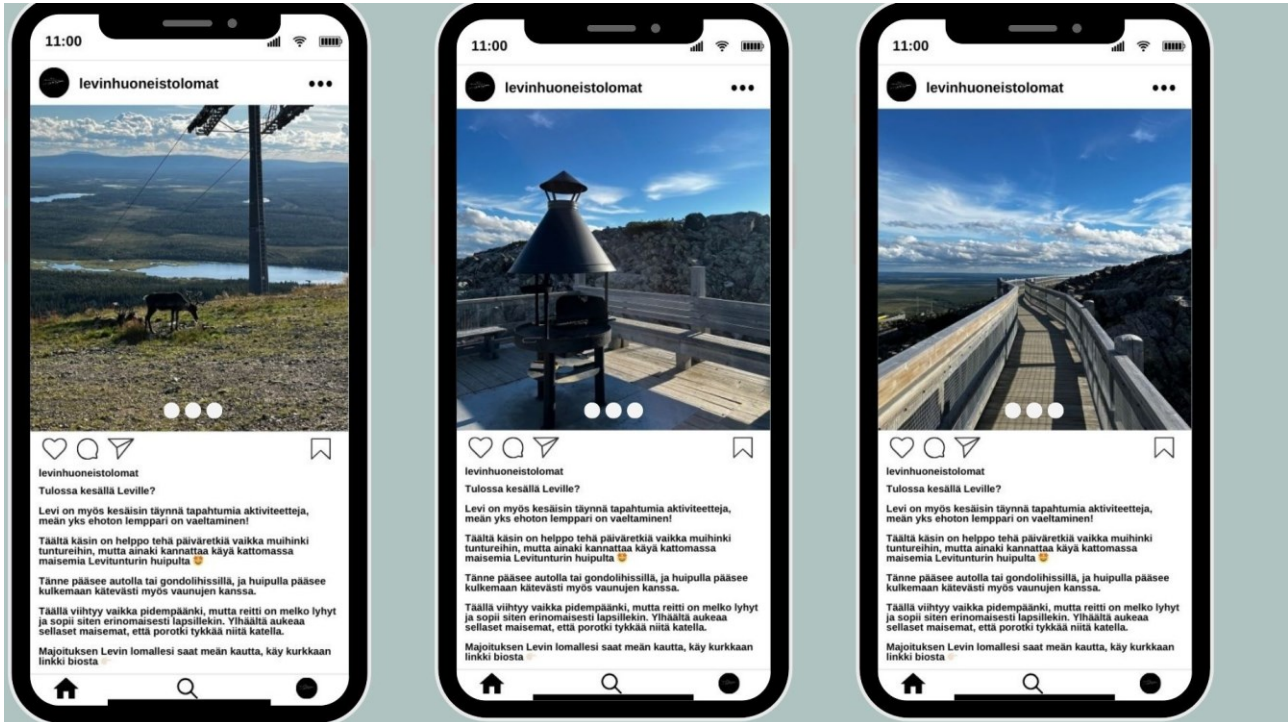 11:00
levinhuoneistolomat
levinhuoneistolomat
Tulossa kesällä Leville?
Levi on myös kesäisin täynnä tapahtumia aktiviteetteja,
meän yks ehoton lemppari on vaeltaminen!
Täältä käsin on helppo tehä päiväretkiä vaikka muihinki
tuntureihin, mutta ainaki kannattaa käyä kattomassa
maisemia Levitunturin huipulta 🤩
Tänne pääsee autolla tai gondolihissillä, ja huipulla pääsee
kulkemaan kätevästi myös vaunujen kanssa.
Täällä viihtyy vaikka pidempäänki, mutta reitti on melko lyhyt
ja sopii siten erinomaisesti lapsillekin. Ylhäältä aukeaa
sellaset maisemat, että porotki tykkää niitä katella.
Majoituksen Levin lomallesi saat meän kautta, käy kurkkaan
linkki biosta 👉🏻
11:00
levinhuoneistolomat
levinhuoneistolomat
Tulossa kesällä Leville?
Levi on myös kesäisin täynnä tapahtumia aktiviteetteja,
meän yks ehoton lemppari on vaeltaminen!
Täältä käsin on helppo tehä päiväretkiä vaikka muihinki
tuntureihin, mutta ainaki kannattaa käyä kattomassa
maisemia Levitunturin huipulta 🤩
Tänne pääsee autolla tai gondolihissillä, ja huipulla pääsee
kulkemaan kätevästi myös vaunujen kanssa.
Täällä viihtyy vaikka pidempäänki, mutta reitti on melko lyhyt
ja sopii siten erinomaisesti lapsillekin. Ylhäältä aukeaa
sellaset maisemat, että porotki tykkää niitä katella.
Majoituksen Levin lomallesi saat meän kautta, käy kurkkaan
linkki biosta 👉🏻
11:00
levinhuoneistolomat
levinhuoneistolomat
Tulossa kesällä Leville?
Levi on myös kesäisin täynnä tapahtumia aktiviteetteja,
meän yks ehoton lemppari on vaeltaminen!
Täältä käsin on helppo tehä päiväretkiä vaikka muihinki
tuntureihin, mutta ainaki kannattaa käyä kattomassa
maisemia Levitunturin huipulta 🤩
Tänne pääsee autolla tai gondolihissillä, ja huipulla pääsee
kulkemaan kätevästi myös vaunujen kanssa.
Täällä viihtyy vaikka pidempäänki, mutta reitti on melko lyhyt
ja sopii siten erinomaisesti lapsillekin. Ylhäältä aukeaa
sellaset maisemat, että porotki tykkää niitä katella.
Majoituksen Levin lomallesi saat meän kautta, käy kurkkaan
linkki biosta 👉🏻